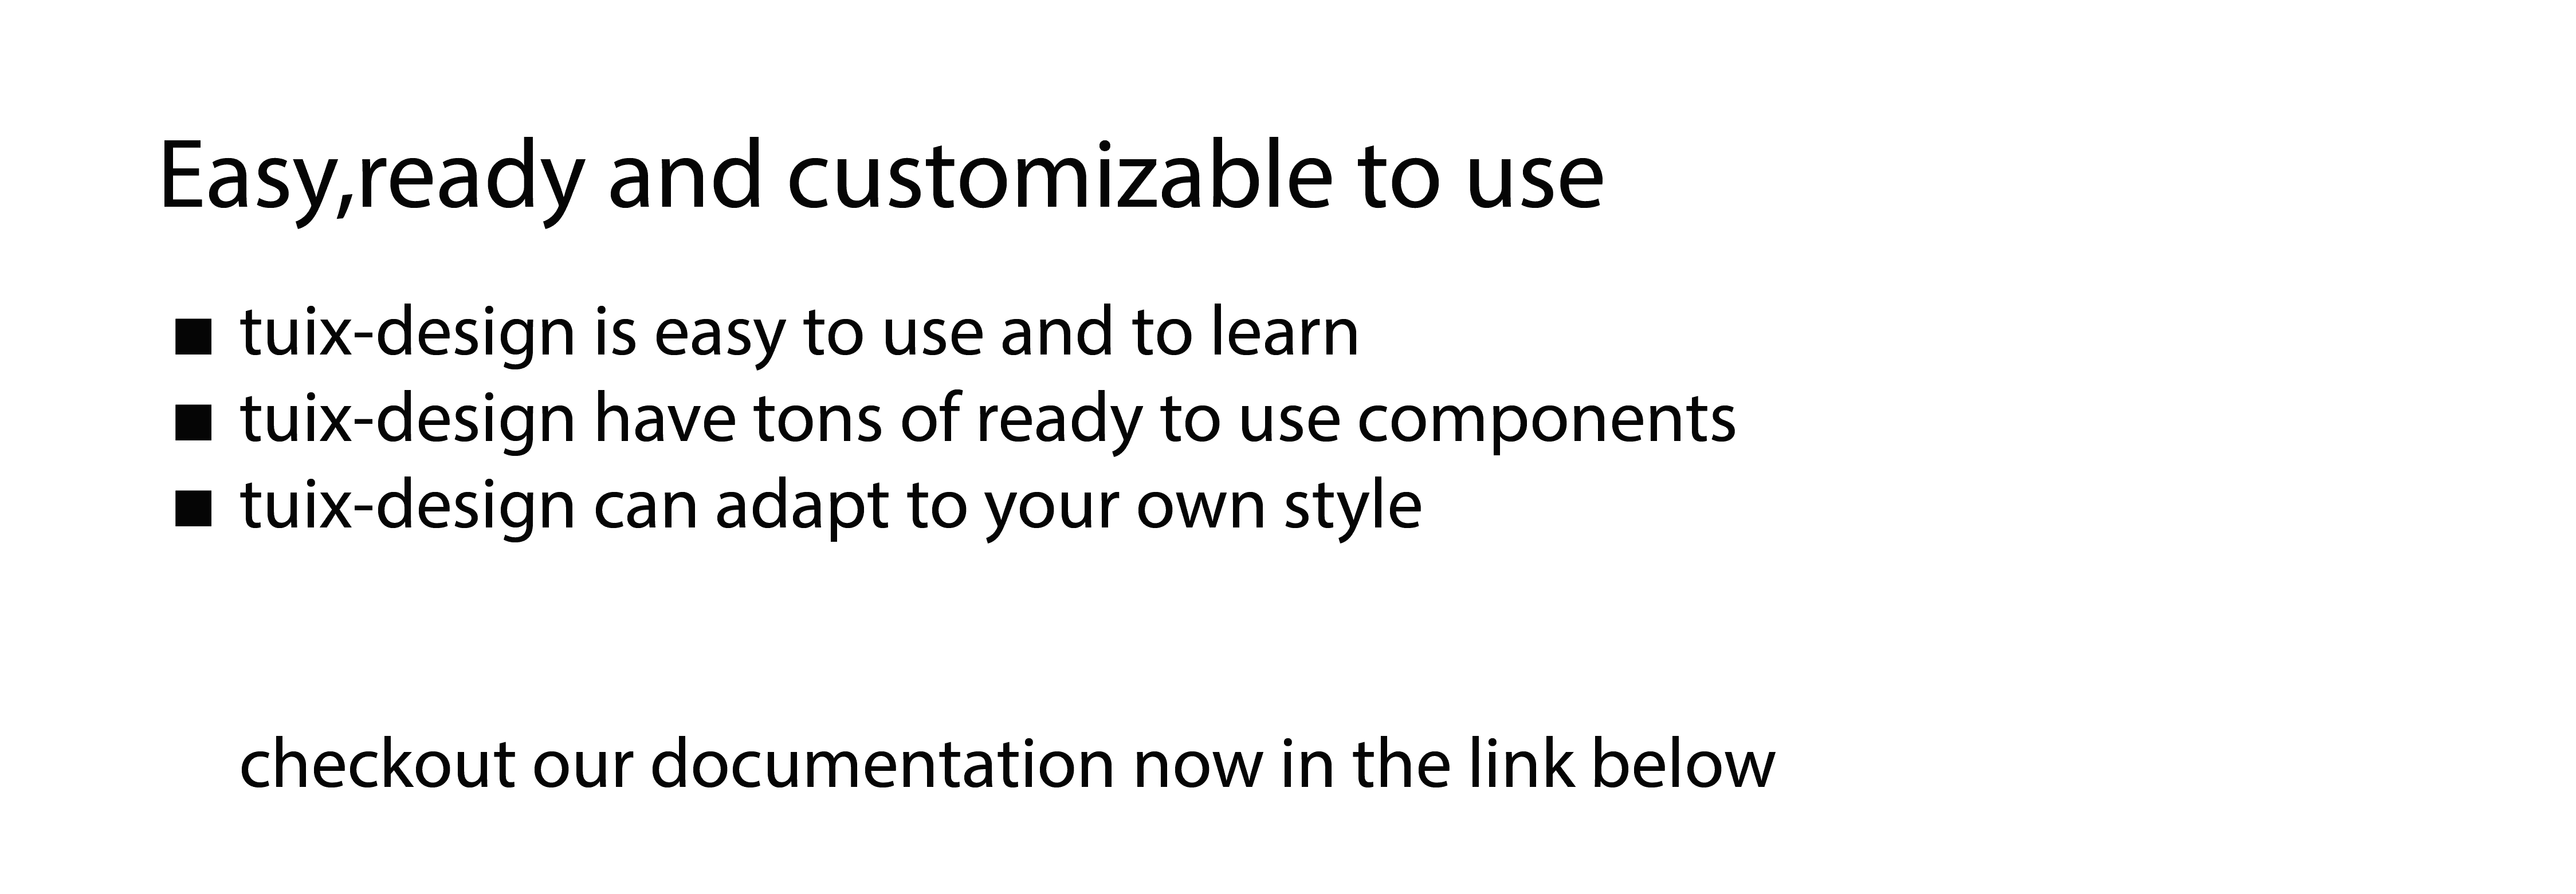 Easy,ready and customizable to use
■ tuix-design is easy to use and to learn
■ tuix-design have tons of ready to use components
■ tuix-design can adapt to your own style
checkout our documentation now in the link below